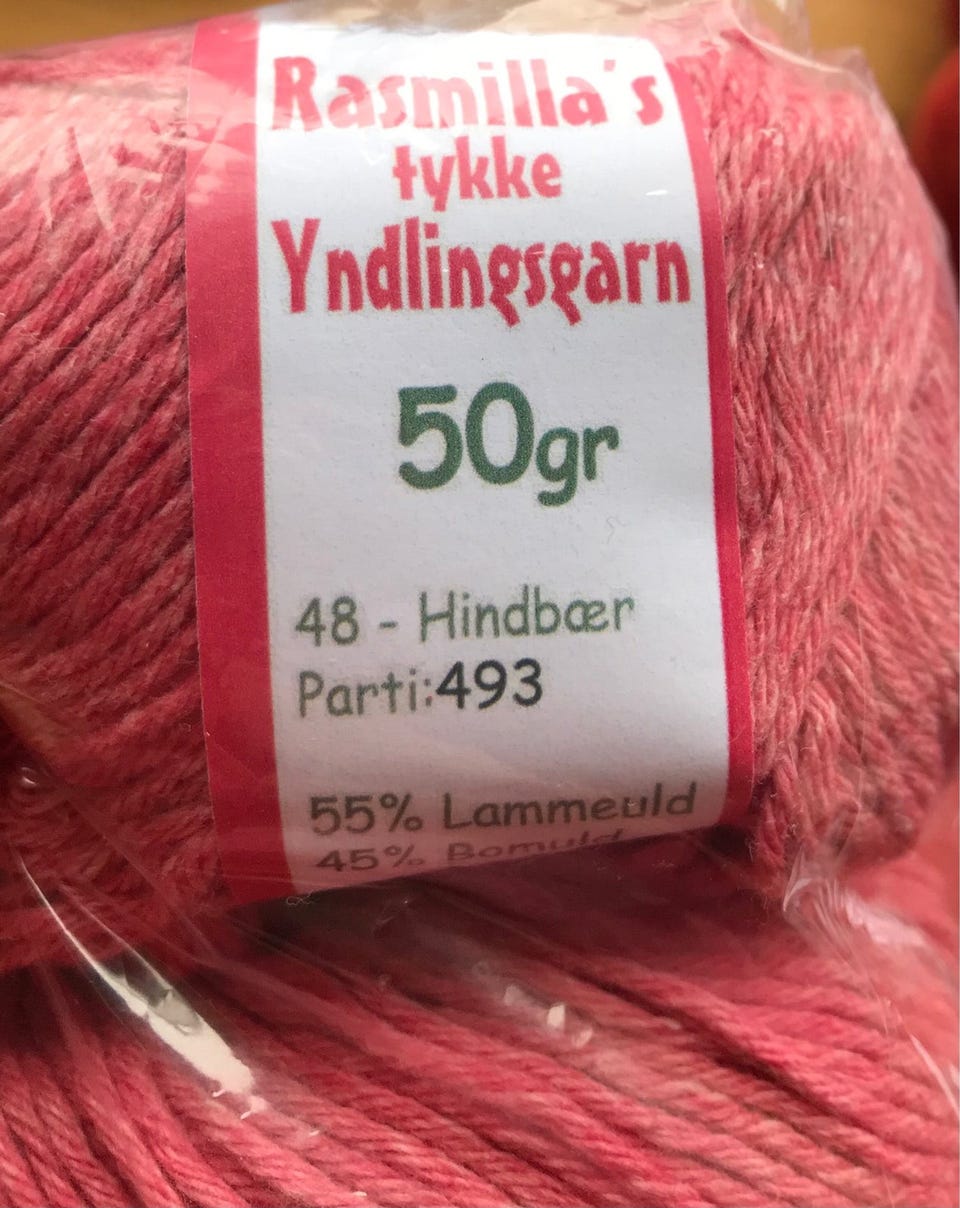 Rasmilla's
tykke
Yndlingsgarn
50gr
48 - Hindbær
Parti:493
55% Lammeuld
45% Bomuld